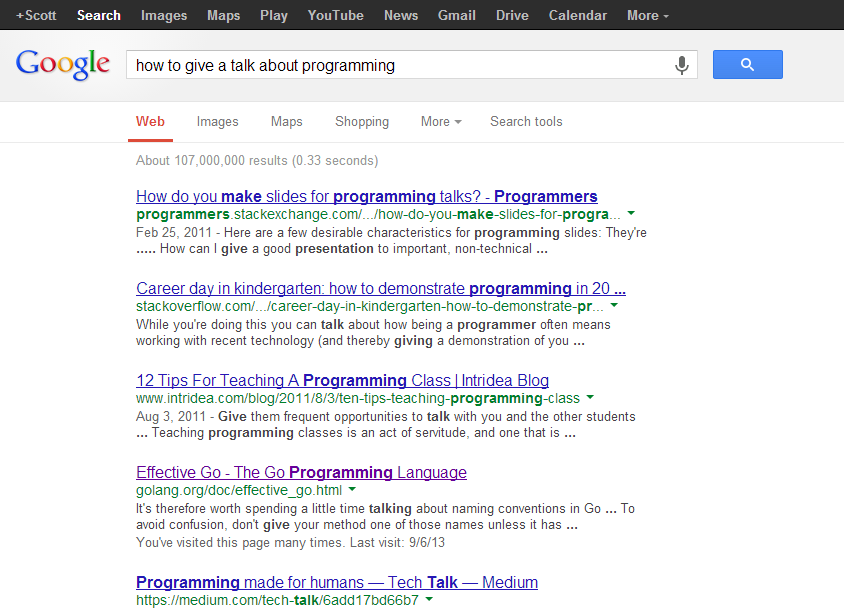 +Scott Search Images Maps Play YouTube News Gmail Drive Calendar More
Google
how to give a talk about programming
Web Images Maps Shopping More Search tools
About 107,000,000 results (0.33 seconds)
How do you make slides for programming talks? - Programmers
programmers.stackexchange.com/.../how-do-you-make-slides-for-progra...
Feb 25, 2011 - Here are a few desirable characteristics for programming slides: They're
..... How can I give a good presentation to important, non-technical ...
Career day in kindergarten: how to demonstrate programming in 20 ...
stackoverflow.com/.../career-day-in-kindergarten-how-to-demonstrate-pr...
While you're doing this you can talk about how being a programmer often means
working with recent technology (and thereby giving a demonstration of you ...
12 Tips For Teaching A Programming Class | Intridea Blog
www.intridea.com/blog/2011/8/3/ten-tips-teaching-programming-class
Aug 3, 2011 - Give them frequent opportunities to talk with you and the other students
... Teaching programming classes is an act of servitude, and one that is ...
Effective Go - The Go Programming Language
golang.org/doc/effective_go.html
It's therefore worth spending a little time talking about naming conventions in Go ... To
avoid confusion, don't give your method one of those names unless it has ...
You've visited this page many times. Last visit: 9/6/13
Programming made for humans — Tech Talk — Medium
https://medium.com/tech-talk/6add17bd66b7